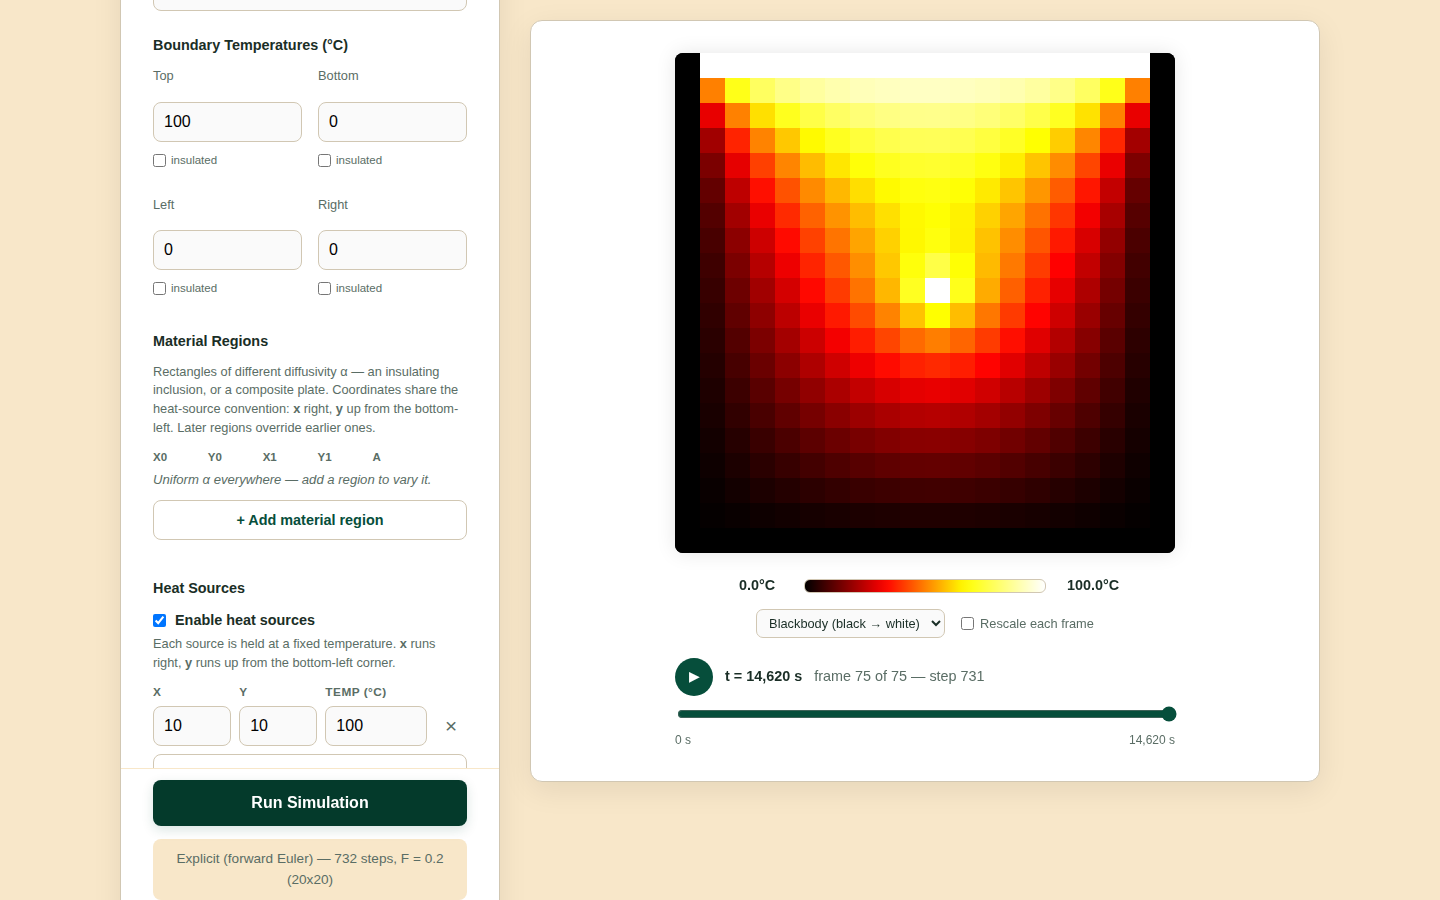 Boundary Temperatures (°C)
Top Bottom
100 0
insulated insulated
Left Right
0 0
insulated insulated
Material Regions
Rectangles of different diffusivity α — an insulating
inclusion, or a composite plate. Coordinates share the
heat-source convention: x right, y up from the bottom-
left. Later regions override earlier ones.
X0 Y0 X1 Y1 Α
Uniform α everywhere — add a region to vary it.
+ Add material region
Heat Sources
Enable heat sources
Each source is held at a fixed temperature. x runs
right, y runs up from the bottom-left corner.
X Y TEMP (°C)
10 10 100 ×
Run Simulation
Explicit (forward Euler) — 732 steps, F = 0.2
(20x20)
0.0°C 100.0°C
Blackbody (black → white) Rescale each frame
t = 14,620 s frame 75 of 75 — step 731
0 s 14,620 s